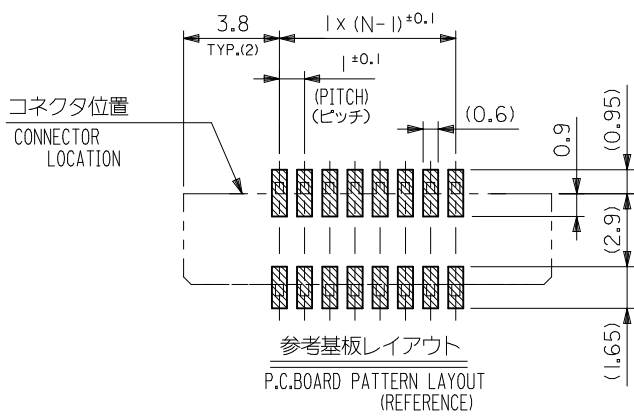 3.8
TYP.(2)
1×(N-1)±0.1
1±0.1
(PITCH)
(ピッチ)
(0.6)
0.9
(0.95)
コネクタ位置
CONNECTOR
LOCATION
(2.9)
(1.65)
参考基板レイアウト
P.C.BOARD PATTERN LAYOUT
(REFERENCE)